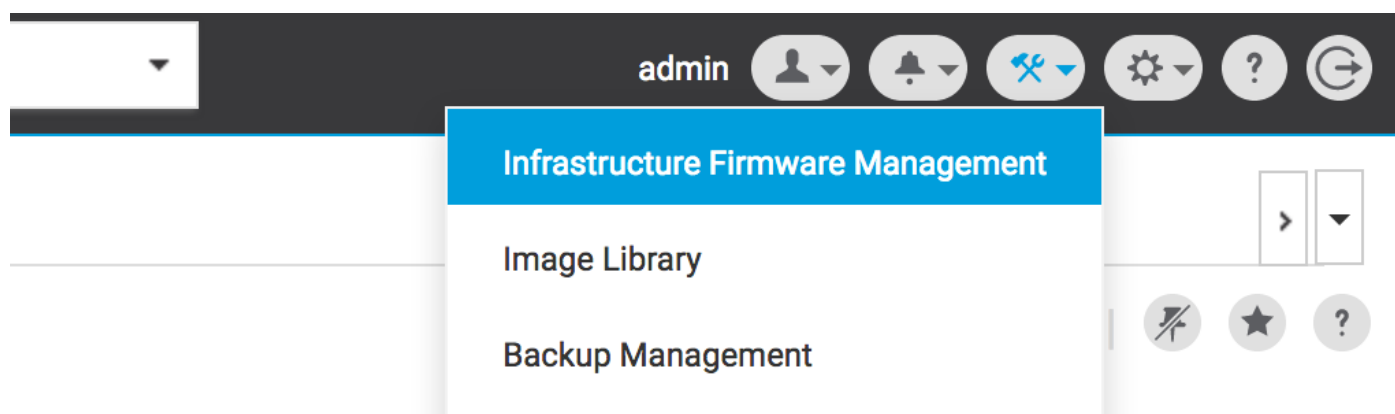 admin
?
Infrastructure Firmware Management
Image Library
?
Backup Management